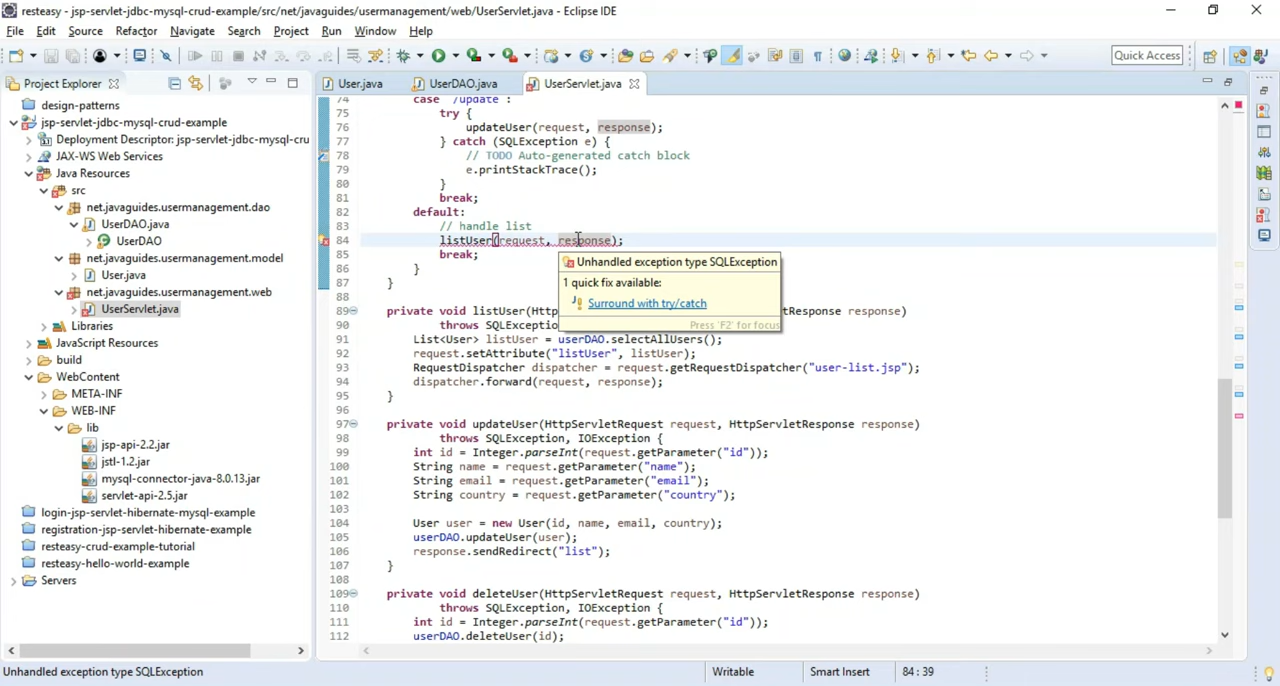 resteasy - jsp-servlet-jdbc-mysql-crud-example/src/net/javaguides/usermanagement/web/UserServlet.java - Eclipse IDE
File Edit Source Refactor Navigate Search Project Run Window Help
Quick Access
Project Explorer
User.java UserDAO.java UserServlet.java
design-patterns
jsp-servlet-jdbc-mysql-crud-example
Deployment Descriptor: jsp-servlet-jdbc-mysql-cru
JAX-WS Web Services
Java Resources
src
net.javaguides.usermanagement.dao
UserDAO.java
UserDAO
net.javaguides.usermanagement.model
User.java
net.javaguides.usermanagement.web
UserServlet.java
Libraries
JavaScript Resources
build
WebContent
META-INF
WEB-INF
lib
jsp-api-2.2.jar
jstl-1.2.jar
mysql-connector-java-8.0.13.jar
servlet-api-2.5.jar
login-jsp-servlet-hibernate-mysql-example
registration-jsp-servlet-hibernate-example
resteasy-crud-example-tutorial
resteasy-hello-world-example
Servers
74 case "/update":
75 try {
76 updateUser(request, response);
77 } catch (SQLException e) {
78 // TODO Auto-generated catch block
79 e.printStackTrace();
80 }
81 break;
82 default:
83 // handle list
84 listUser(request, response);
85 break;
86 }
87 }
88
89 private void listUser(Htt tResponse response)
90 throws SQLExceptio
91 List<User> listUser = userDAO.selectAllUsers();
92 request.setAttribute("listUser", listUser);
93 RequestDispatcher dispatcher = request.getRequestDispatcher("user-list.jsp");
94 dispatcher.forward(request, response);
95 }
96
97 private void updateUser(HttpServletRequest request, HttpServletResponse response)
98 throws SQLException, IOException {
99 int id = Integer.parseInt(request.getParameter("id"));
100 String name = request.getParameter("name");
101 String email = request.getParameter("email");
102 String country = request.getParameter("country");
103
104 User user = new User(id, name, email, country);
105 userDAO.updateUser(user);
106 response.sendRedirect("list");
107 }
108
109 private void deleteUser(HttpServletRequest request, HttpServletResponse response)
110 throws SQLException, IOException {
111 int id = Integer.parseInt(request.getParameter("id"));
112 userDAO.deleteUser(id);
Unhandled exception type SQLException
1 quick fix available:
Surround with try/catch
Press 'F2' for focus
Unhandled exception type SQLException Writable Smart Insert 84 : 39